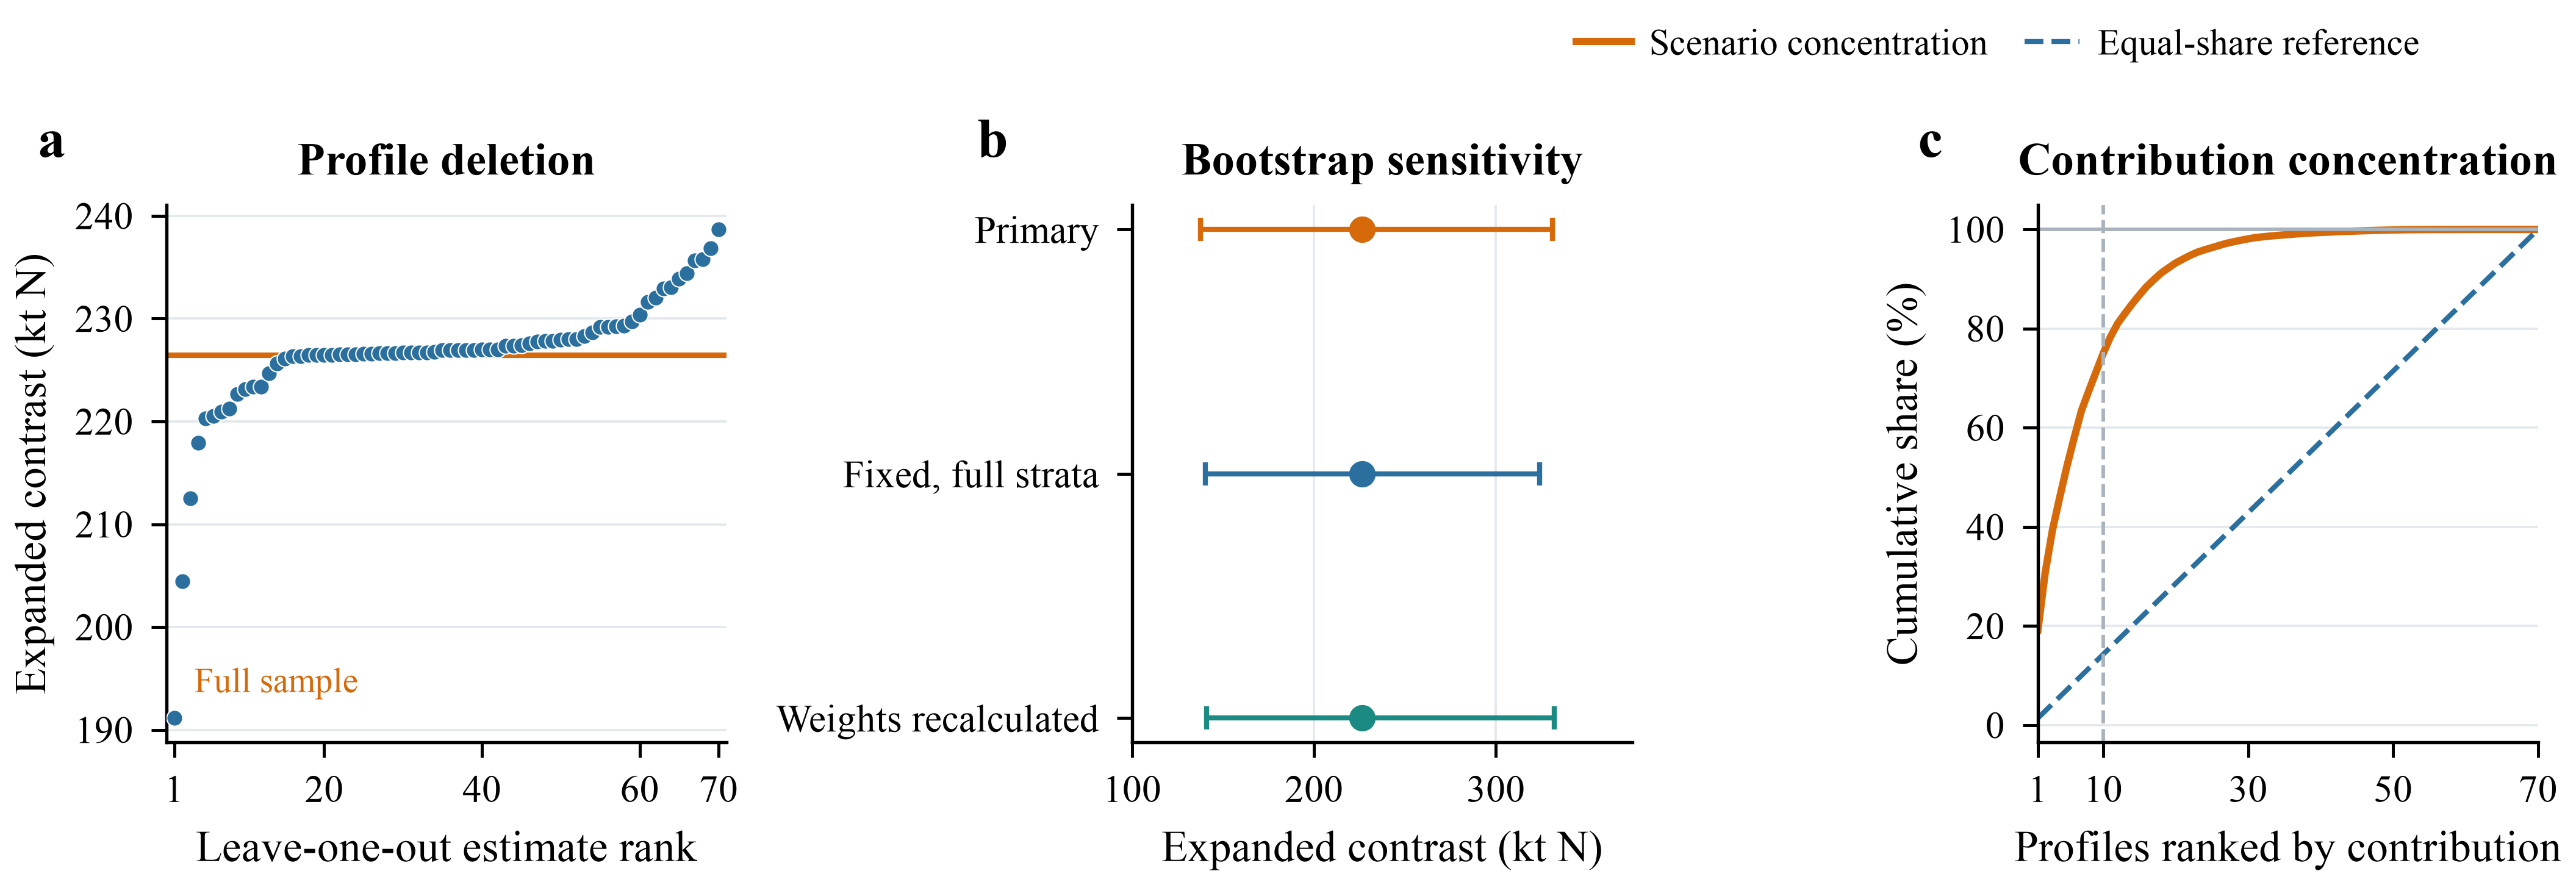 Scenario concentration
Equal-share reference
a
Profile deletion
Expanded contrast (kt N)
240
230
220
210
200
190
Full sample
1 20 40 60 70
Leave-one-out estimate rank
b
Bootstrap sensitivity
Primary
Fixed, full strata
Weights recalculated
100 200 300
Expanded contrast (kt N)
c
Contribution concentration
Cumulative share (%)
100
80
60
40
20
0
1 10 30 50 70
Profiles ranked by contribution